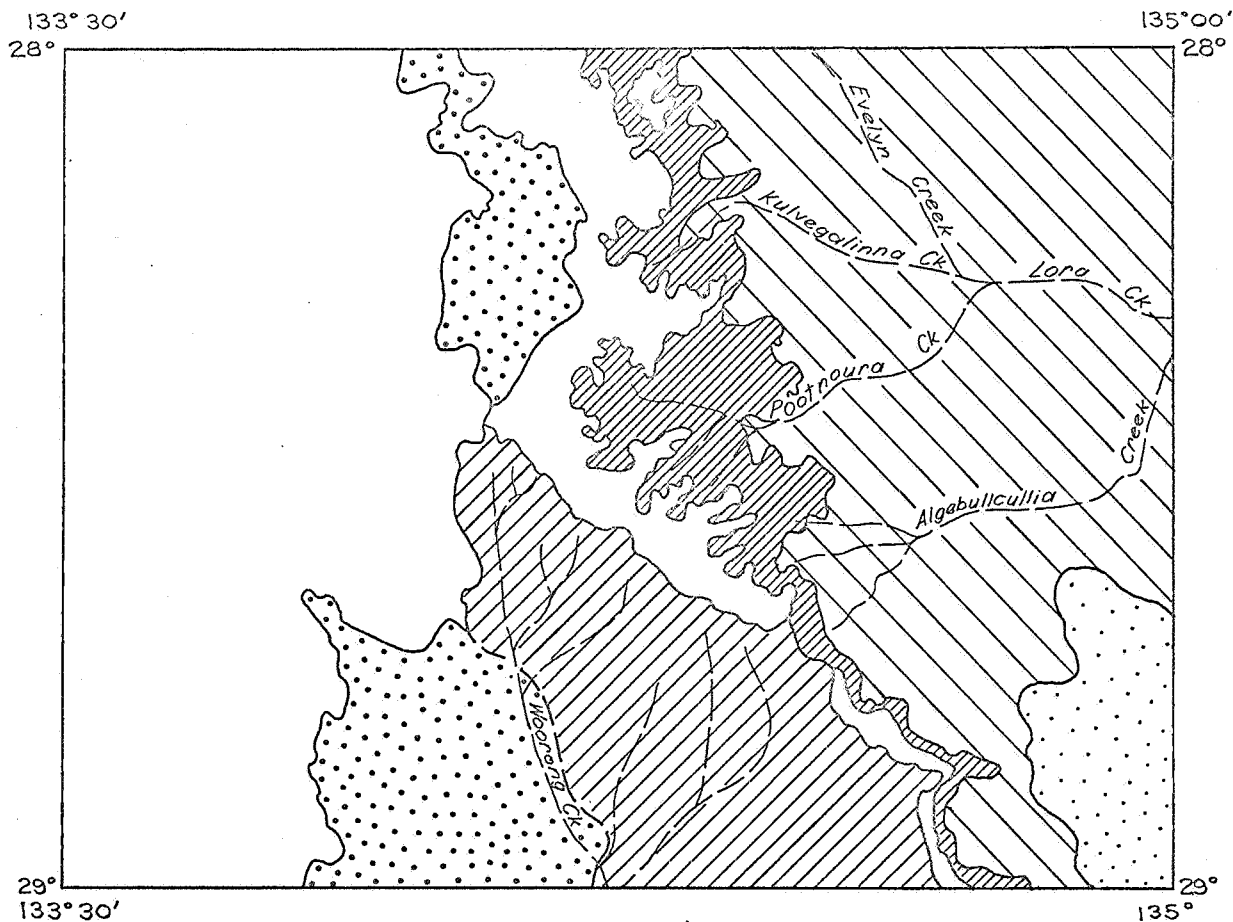 133° 30′
135° 00′
28°
28°
Evelyn Creek
Kulvegalinna Ck
Lora Ck
Pootnoura Ck
Algebullcullia Creek
Woorong Ck
29°
29°
133° 30′
135°